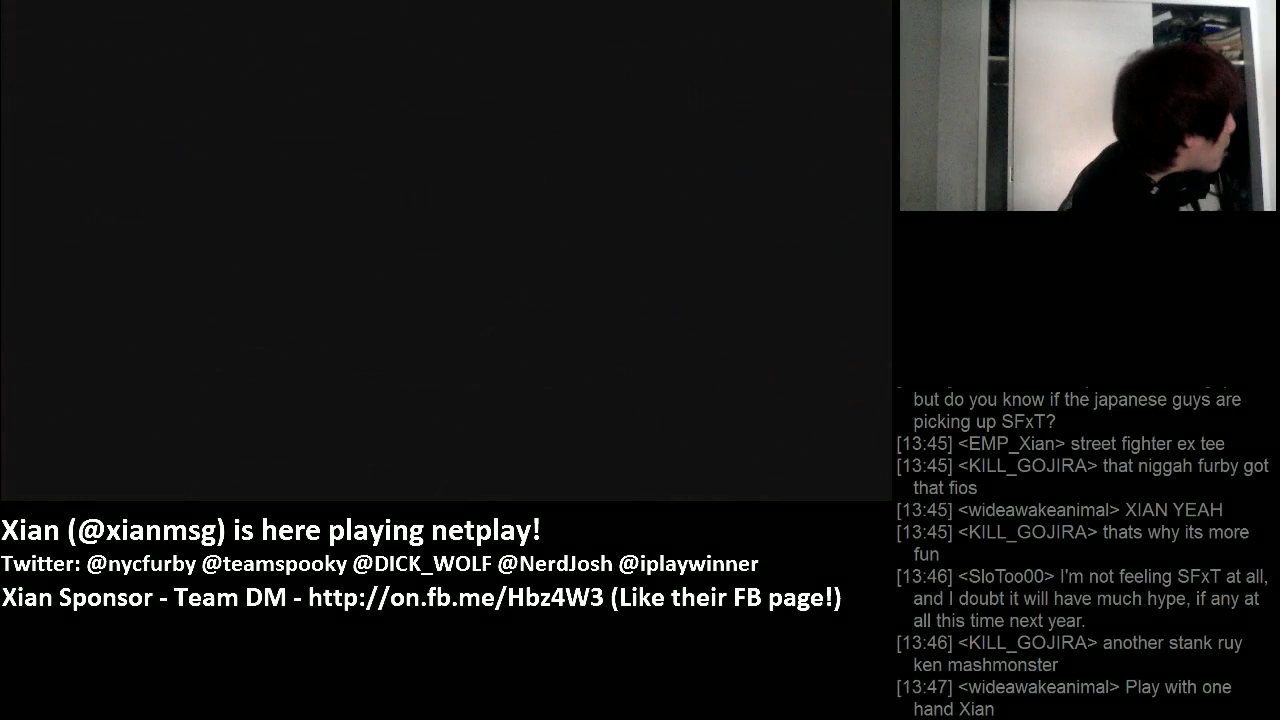 but do you know if the japanese guys are
picking up SFxT?
[13:45] <EMP_Xian> street fighter ex tee
[13:45] <KILL_GOJIRA> that niggah furby got
that fios
[13:45] <wideawakeanimal> XIAN YEAH
[13:45] <KILL_GOJIRA> thats why its more
fun
[13:46] <SloToo00> I'm not feeling SFxT at all,
and I doubt it will have much hype, if any at
all this time next year.
[13:46] <KILL_GOJIRA> another stank ruy
ken mashmonster
[13:47] <wideawakeanimal> Play with one
hand Xian
Xian (@xianmsg) is here playing netplay!
Twitter: @nycfurby @teamspooky @DICK_WOLF @NerdJosh @iplaywinner
Xian Sponsor - Team DM - http://on.fb.me/Hbz4W3 (Like their FB page!)